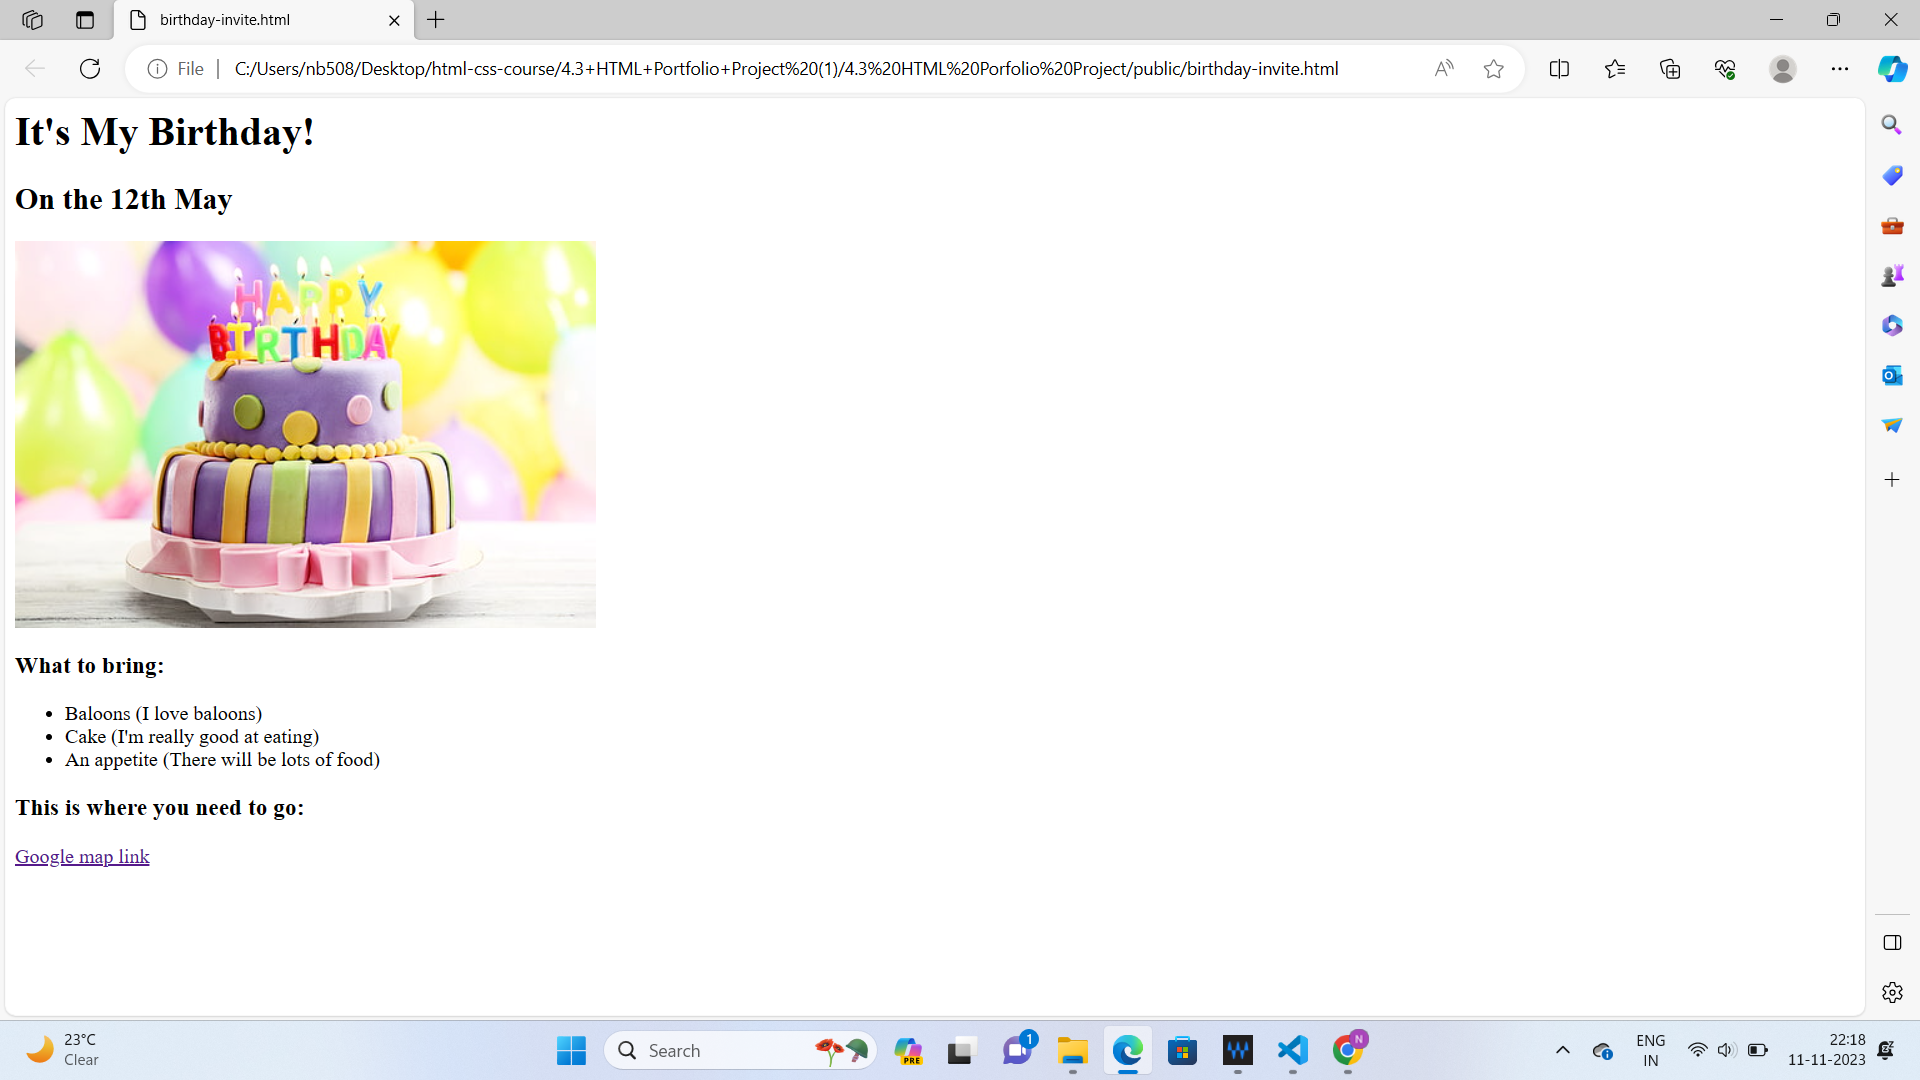 birthday-invite.html
File
C:/Users/nb508/Desktop/html-css-course/4.3+HTML+Portfolio+Project%20(1)/4.3%20HTML%20Porfolio%20Project/public/birthday-invite.html
It's My Birthday!
On the 12th May
HAPPY
BIRTHDAY
What to bring:
Baloons (I love baloons)
Cake (I'm really good at eating)
An appetite (There will be lots of food)
This is where you need to go:
Google map link
23°C
Clear
Search
PRE
1
N
ENG
IN
22:18
11-11-2023